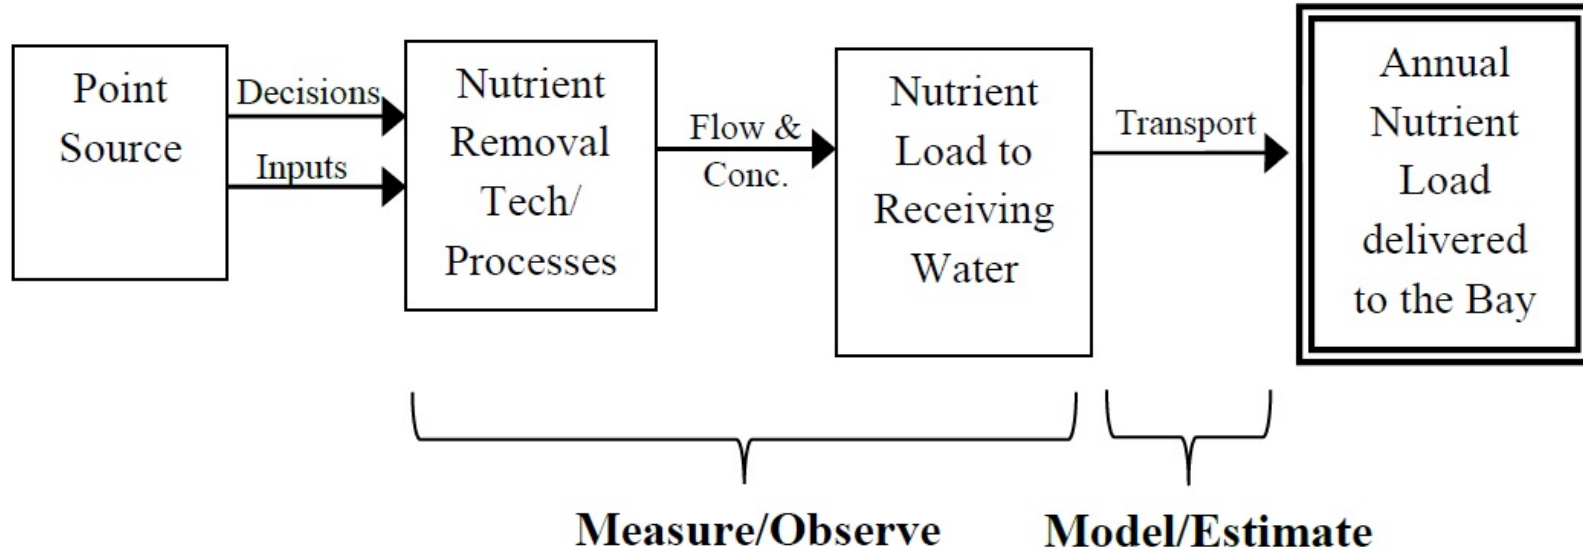 Point
Source
Decisions
Inputs
Nutrient
Removal
Tech/
Processes
Flow &
Conc.
Nutrient
Load to
Receiving
Water
Transport
Annual
Nutrient
Load
delivered
to the Bay
Measure/Observe
Model/Estimate